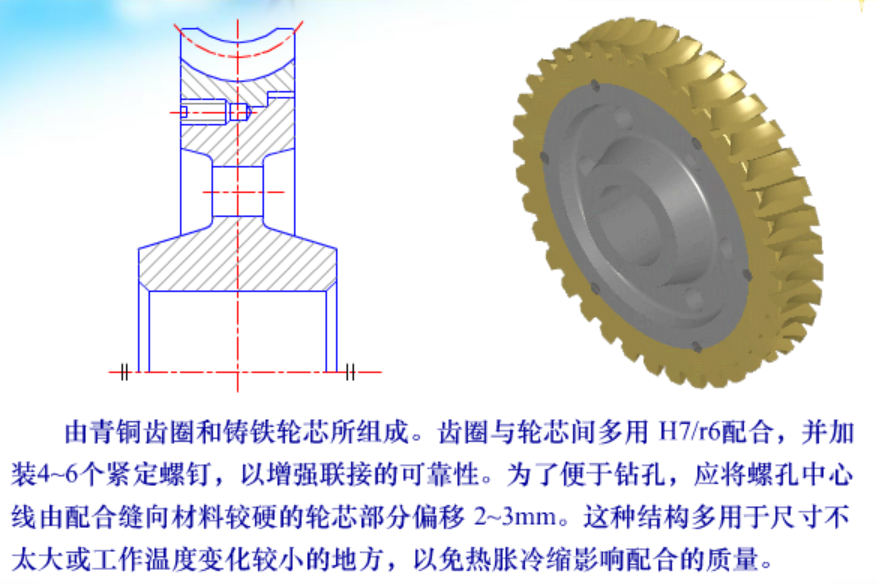 由青铜齿圈和铸铁轮芯所组成。齿圈与轮芯间多用 H7/r6配合，并加
装4~6个紧定螺钉，以增强联接的可靠性。为了便于钻孔，应将螺孔中心
线由配合缝向材料较硬的轮芯部分偏移 2~3mm。这种结构多用于尺寸不
太大或工作温度变化较小的地方，以免热胀冷缩影响配合的质量。